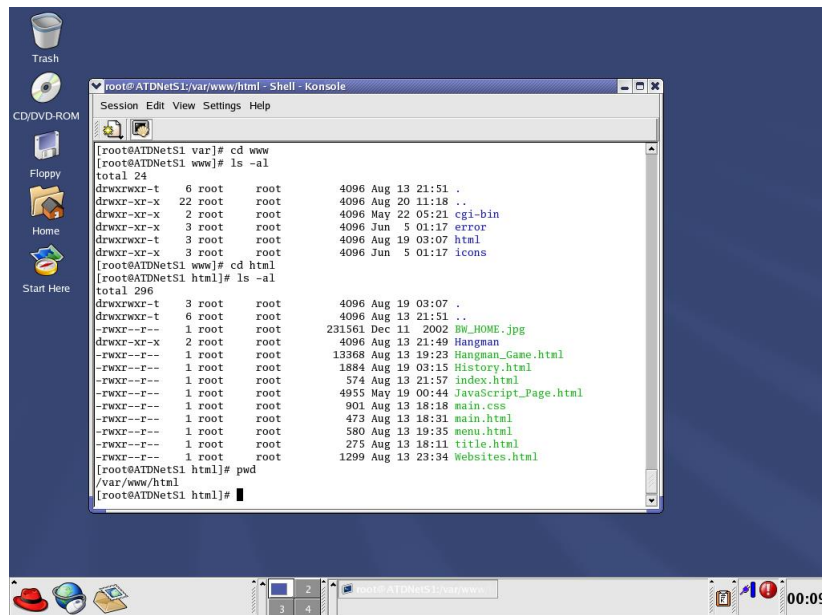 Trash
CD/DVD-ROM
Floppy
Home
Start Here
root@ATDNetS1:/var/www/html - Shell - Konsole
Session Edit View Settings Help
[root@ATDNetS1 var]# cd www
[root@ATDNetS1 www]# ls -al
total 24
drwxrwxr-t 6 root root 4096 Aug 13 21:51 .
drwxr-xr-x 22 root root 4096 Aug 20 11:18 ..
drwxr-xr-x 2 root root 4096 May 22 05:21 cgi-bin
drwxr-xr-x 3 root root 4096 Jun 5 01:17 error
drwxrwxr-t 3 root root 4096 Aug 19 03:07 html
drwxr-xr-x 3 root root 4096 Jun 5 01:17 icons
[root@ATDNetS1 www]# cd html
[root@ATDNetS1 html]# ls -al
total 296
drwxrwxr-t 3 root root 4096 Aug 19 03:07 .
drwxrwxr-t 6 root root 4096 Aug 13 21:51 ..
-rwxr--r-- 1 root root 231561 Dec 11 2002 BW_HOME.jpg
drwxr-xr-x 2 root root 4096 Aug 13 21:49 Hangman
-rwxr--r-- 1 root root 13368 Aug 13 19:23 Hangman_Game.html
-rwxr--r-- 1 root root 1884 Aug 19 03:15 History.html
-rwxr--r-- 1 root root 574 Aug 13 21:57 index.html
-rwxr--r-- 1 root root 4955 May 19 00:44 JavaScript_Page.html
-rwxr--r-- 1 root root 901 Aug 13 18:18 main.css
-rwxr--r-- 1 root root 473 Aug 13 18:31 main.html
-rwxr--r-- 1 root root 580 Aug 13 19:35 menu.html
-rwxr--r-- 1 root root 275 Aug 13 18:11 title.html
-rwxr--r-- 1 root root 1299 Aug 13 23:34 Websites.html
[root@ATDNetS1 html]# pwd
/var/www/html
[root@ATDNetS1 html]#
2
3 4
root@ATDNetS1:/var/www
00:09